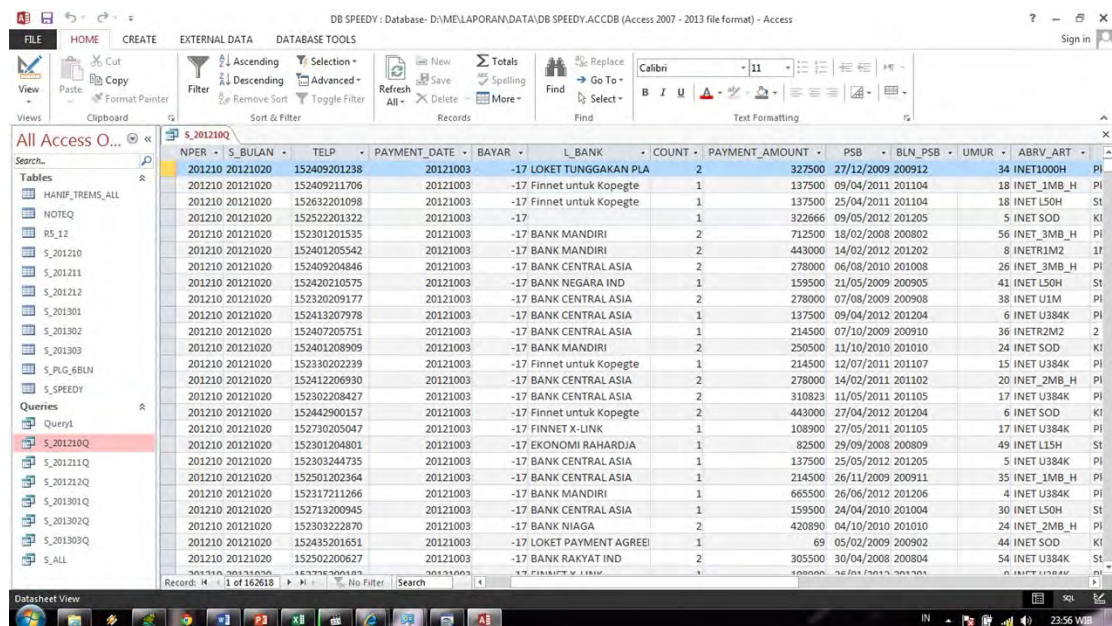 DB SPEEDY : Database- D:\ME\LAPORAN\DATA\DB SPEEDY.ACCDB (Access 2007 - 2013 file format) - Access
FILE HOME CREATE EXTERNAL DATA DATABASE TOOLS Sign in
View Paste Cut Copy Format Painter
Filter Ascending Descending Remove Sort Selection Advanced Toggle Filter
Refresh All New Save Delete Totals Spelling More
Find Replace Go To Select
Calibri 11
B I U
Views Clipboard Sort & Filter Records Find Text Formatting
All Access O...
Search...
Tables
HANIF_TREMS_ALL
NOTEQ
RS_12
S_201210
S_201211
S_201212
S_201301
S_201302
S_201303
S_PLG_6BLN
S_SPEEDY
Queries
Query1
S_201210Q
S_201211Q
S_201212Q
S_201301Q
S_201302Q
S_201303Q
S_ALL
S_201210Q
NPER S_BULAN TELP PAYMENT_DATE BAYAR L_BANK COUNT PAYMENT_AMOUNT PSB BLN_PSB UMUR ABRV_ART
201210 20121020 152409201238 20121003 -17 LOKET TUNGGAKAN PLA 2 327500 27/12/2009 200912 34 INET1000H Pl
201210 20121020 152409211706 20121003 -17 Finnet untuk Kopegte 1 137500 09/04/2011 201104 18 INET_1MB_H Pl
201210 20121020 152632201098 20121003 -17 Finnet untuk Kopegte 1 137500 25/04/2011 201104 18 INET L50H St
201210 20121020 152522201322 20121003 -17 1 322666 09/05/2012 201205 5 INET SOD
201210 20121020 152301201535 20121003 -17 BANK MANDIRI 2 712500 18/02/2008 200802 56 INET_3MB_H Pl
201210 20121020 152401205542 20121003 -17 BANK MANDIRI 2 443000 14/02/2012 201202 8 INETR1M2
201210 20121020 152409204846 20121003 -17 BANK CENTRAL ASIA 2 278000 06/08/2010 201008 26 INET_3MB_H Pl
201210 20121020 152420210575 20121003 -17 BANK NEGARA IND 1 159500 21/05/2009 200905 41 INET L50H St
201210 20121020 152320209177 20121003 -17 BANK CENTRAL ASIA 2 278000 07/08/2009 200908 38 INET U1M Pl
201210 20121020 152413207978 20121003 -17 BANK CENTRAL ASIA 1 137500 09/04/2012 201204 6 INET U384K Pl
201210 20121020 152407205751 20121003 -17 BANK CENTRAL ASIA 1 214500 07/10/2009 200910 36 INETR2M2 2
201210 20121020 152401208909 20121003 -17 BANK MANDIRI 2 250500 11/10/2010 201010 24 INET SOD
201210 20121020 152330202239 20121003 -17 Finnet untuk Kopegte 1 214500 12/07/2011 201107 15 INET U384K Pl
201210 20121020 152412206930 20121003 -17 BANK CENTRAL ASIA 2 278000 14/02/2011 201102 20 INET_2MB_H Pl
201210 20121020 152302208427 20121003 -17 BANK CENTRAL ASIA 2 310823 11/05/2011 201105 17 INET U384K Pl
201210 20121020 152442900157 20121003 -17 Finnet untuk Kopegte 2 443000 27/04/2012 201204 6 INET SOD
201210 20121020 152730205047 20121003 -17 FINNET X-LINK 1 108900 27/05/2011 201105 17 INET U384K Pl
201210 20121020 152301204801 20121003 -17 EKONOMI RAHARDJA 1 82500 29/09/2008 200809 49 INET L15H St
201210 20121020 152303244735 20121003 -17 BANK CENTRAL ASIA 1 137500 25/05/2012 201205 5 INET U384K Pl
201210 20121020 152501202364 20121003 -17 BANK CENTRAL ASIA 1 214500 26/11/2009 200911 35 INET_1MB_H Pl
201210 20121020 152317211266 20121003 -17 BANK MANDIRI 1 665500 26/06/2012 201206 4 INET U384K Pl
201210 20121020 152713200945 20121003 -17 BANK CENTRAL ASIA 1 159500 24/04/2010 201004 30 INET L50H St
201210 20121020 152303222870 20121003 -17 BANK NIAGA 2 420890 04/10/2010 201010 24 INET_2MB_H Pl
201210 20121020 152435201651 20121003 -17 LOKET PAYMENT AGREEI 1 69 05/02/2009 200902 44 INET SOD
201210 20121020 152502200627 20121003 -17 BANK RAKYAT IND 2 305500 30/04/2008 200804 54 INET U384K St
Record: 1 of 162618 No Filter Search
Datasheet View SQL
IN 23:56 WIB